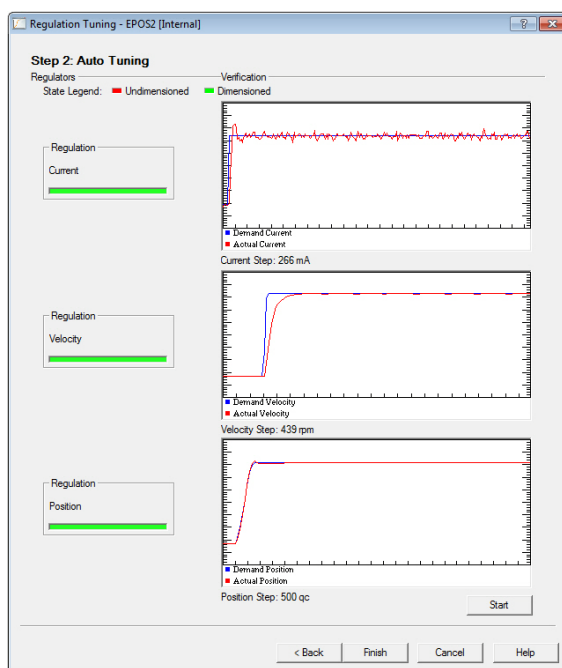 Regulation Tuning - EPOS2 [Internal]
Step 2: Auto Tuning
Regulators
Verification
State Legend: Undimensioned Dimensioned
Regulation
Current
Demand Current
Actual Current
Current Step: 266 mA
Regulation
Velocity
Demand Velocity
Actual Velocity
Velocity Step: 439 rpm
Regulation
Position
Demand Position
Actual Position
Position Step: 500 qc
Start
< Back Finish Cancel Help